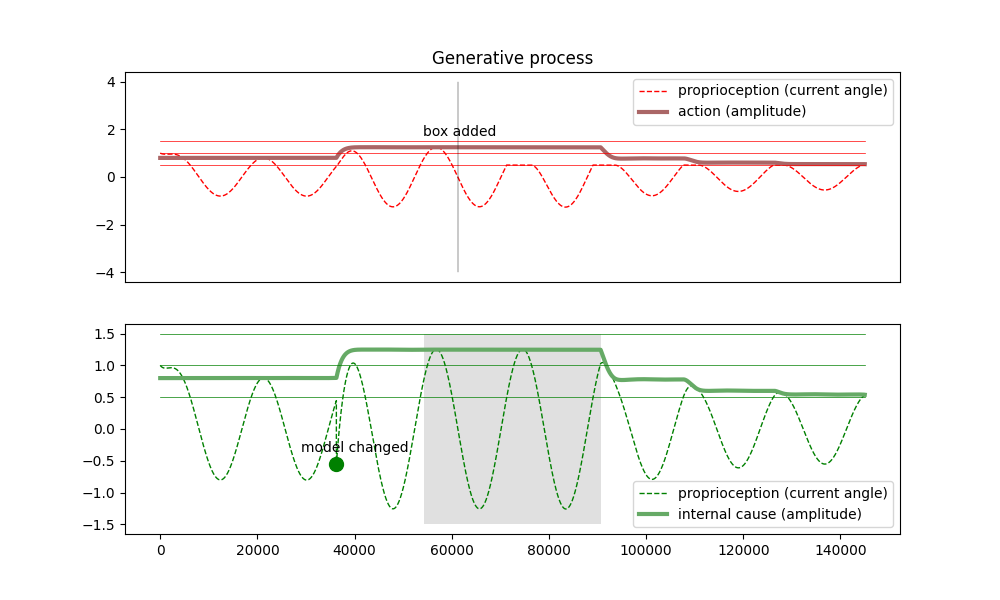 Generative process
4
2
0
−2
−4
box added
proprioception (current angle)
action (amplitude)
1.5
1.0
0.5
0.0
−0.5
−1.0
−1.5
model changed
proprioception (current angle)
internal cause (amplitude)
0 20000 40000 60000 80000 100000 120000 140000